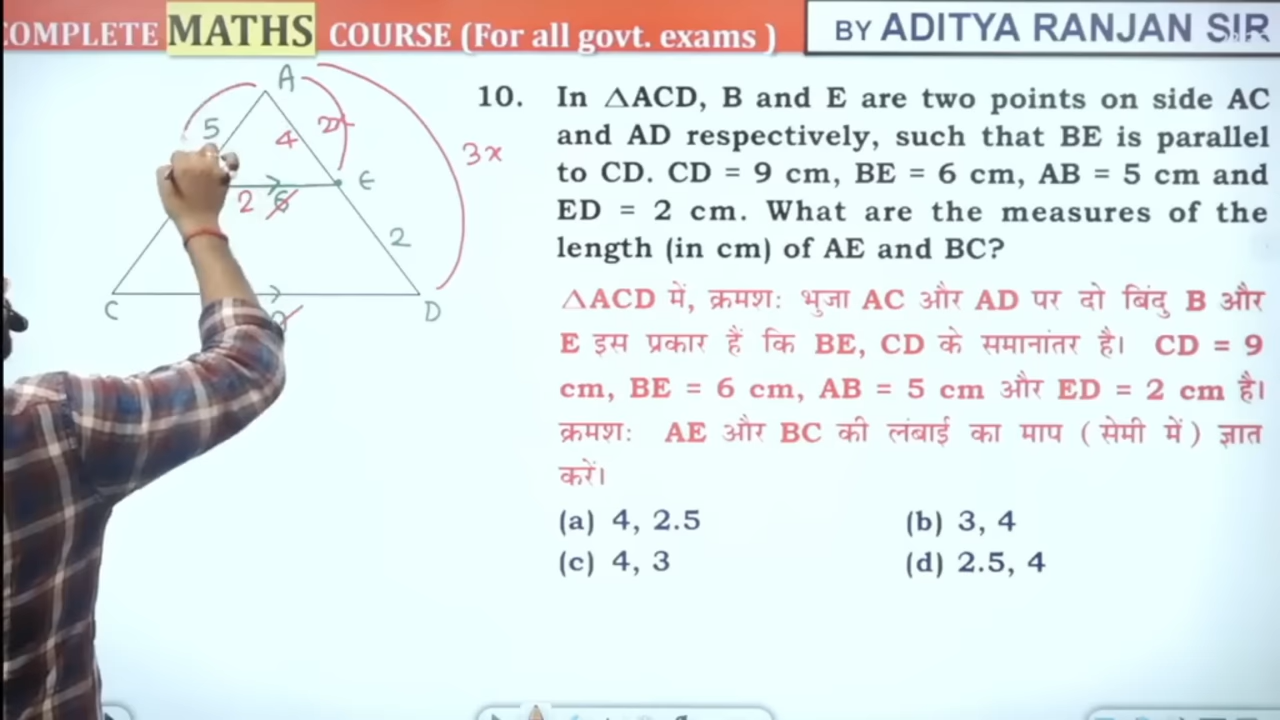 COMPLETE MATHS COURSE (For all govt. exams )
BY ADITYA RANJAN SIR
A
5
4
2x
3x
E
2 6
2
C
D
10. In △ACD, B and E are two points on side AC
and AD respectively, such that BE is parallel
to CD. CD = 9 cm, BE = 6 cm, AB = 5 cm and
ED = 2 cm. What are the measures of the
length (in cm) of AE and BC?
△ACD में, क्रमश: भुजा AC और AD पर दो बिंदु B और
E इस प्रकार हैं कि BE, CD के समानांतर है। CD = 9
cm, BE = 6 cm, AB = 5 cm और ED = 2 cm है।
क्रमश: AE और BC की लंबाई का माप (सेमी में) ज्ञात
करें।
(a) 4, 2.5
(b) 3, 4
(c) 4, 3
(d) 2.5, 4